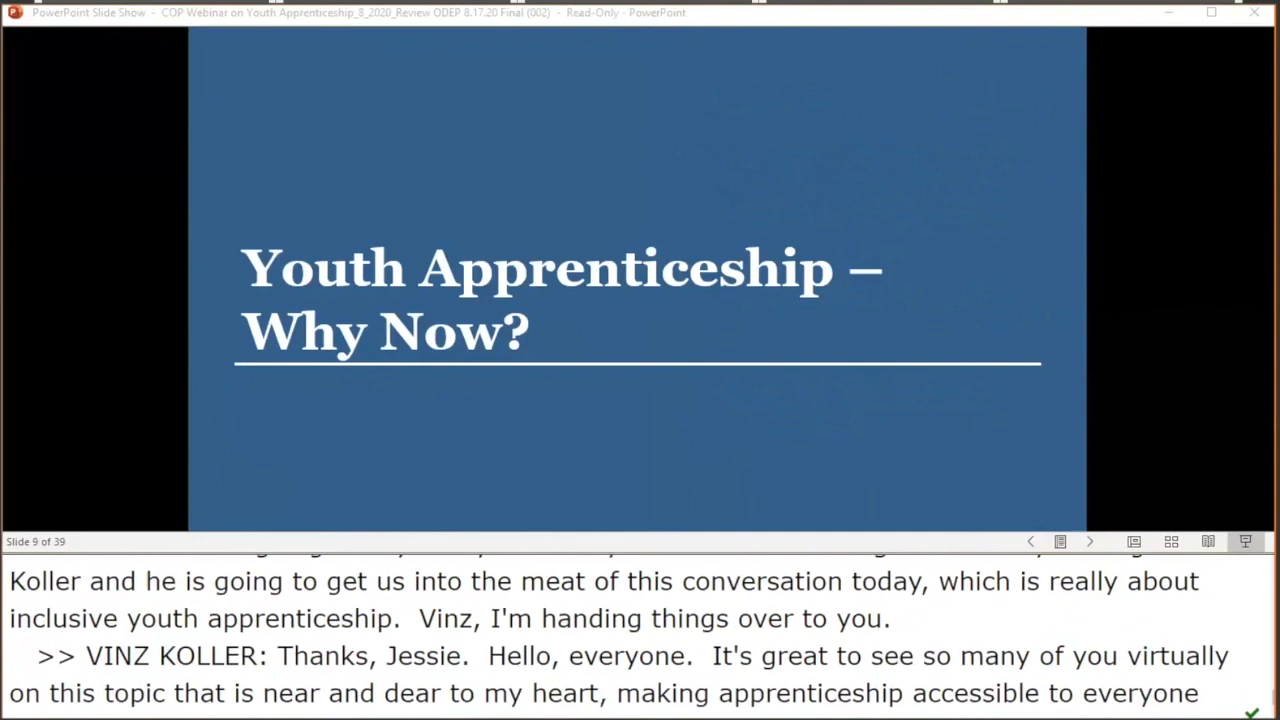 PowerPoint Slide Show - COP Webinar on Youth Apprenticeship_8_2020_Review ODEP 8.17.20 Final (002) - Read-Only - PowerPoint
Youth Apprenticeship –
Why Now?
Slide 9 of 39
Koller and he is going to get us into the meat of this conversation today, which is really about
inclusive youth apprenticeship. Vinz, I'm handing things over to you.
>> VINZ KOLLER: Thanks, Jessie. Hello, everyone. It's great to see so many of you virtually
on this topic that is near and dear to my heart, making apprenticeship accessible to everyone